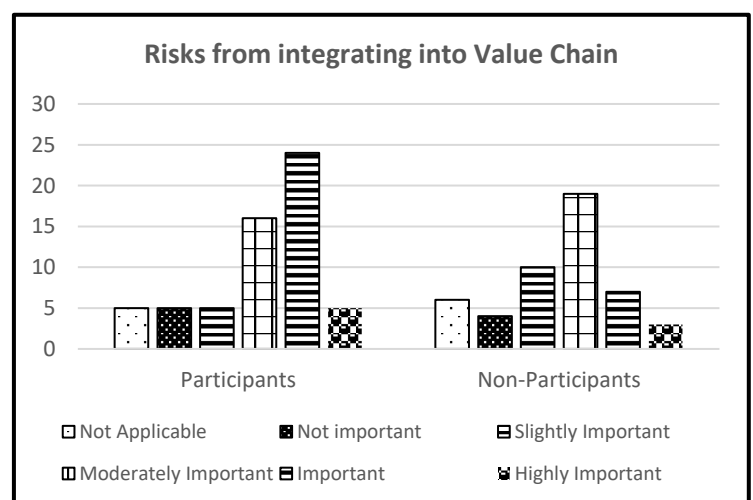 Risks from integrating into Value Chain
30
25
20
15
10
5
0
Participants Non-Participants
Not Applicable Not important Slightly Important
Moderately Important Important Highly Important